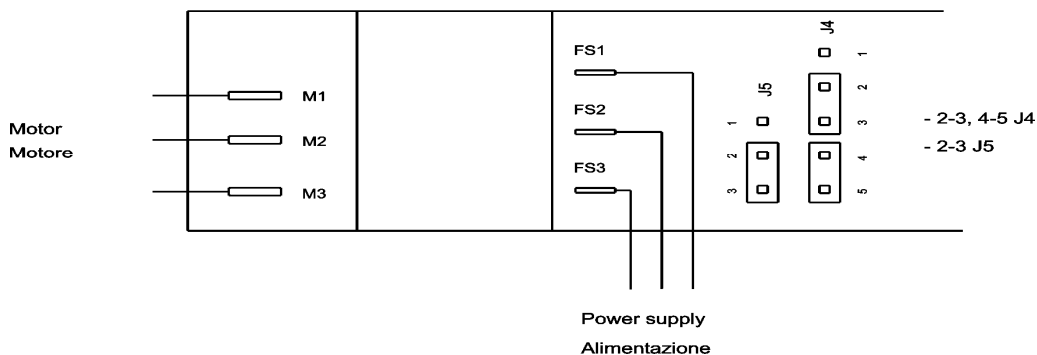 Motor
Motore
M1
M2
M3
FS1
FS2
FS3
J5
1
2
3
J4
1
2
3
4
5
- 2-3, 4-5 J4
- 2-3 J5
Power supply
Alimentazione